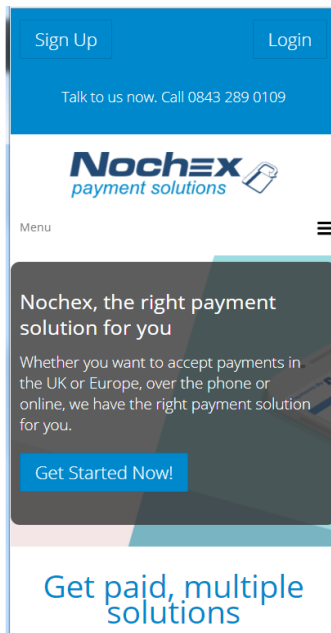 Sign Up
Login
Talk to us now. Call 0843 289 0109
Nochex
payment solutions
Menu
Nochex, the right payment
solution for you
Whether you want to accept payments in
the UK or Europe, over the phone or
online, we have the right payment solution
for you.
Get Started Now!
Get paid, multiple
solutions